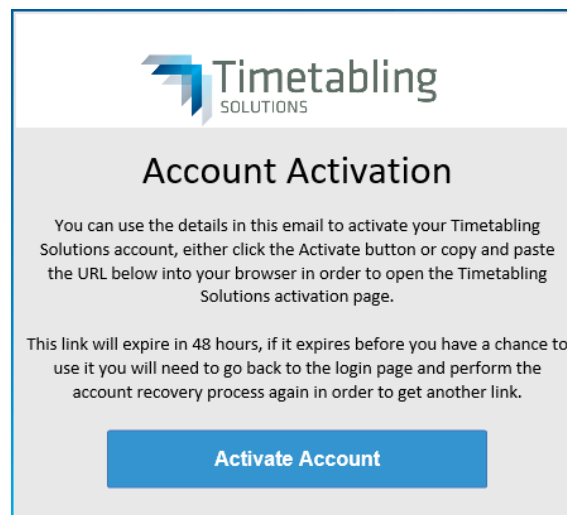 Timetabling
SOLUTIONS
Account Activation
You can use the details in this email to activate your Timetabling
Solutions account, either click the Activate button or copy and paste
the URL below into your browser in order to open the Timetabling
Solutions activation page.
This link will expire in 48 hours, if it expires before you have a chance to
use it you will need to go back to the login page and perform the
account recovery process again in order to get another link.
Activate Account